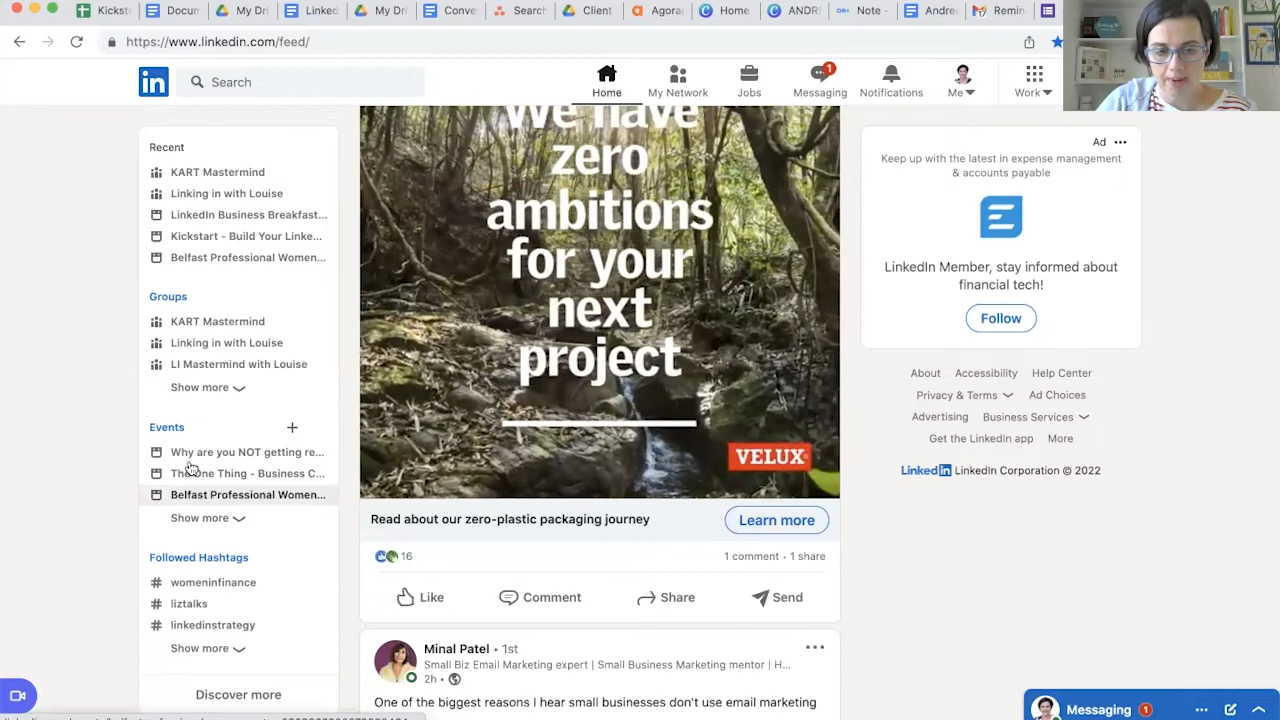 Kickst
Docum
My Dr
Linked
My Dri
Conve
Search
Client
Agora
Home
ANDR
Note -
Andre
Remin
https://www.linkedin.com/feed/
in
Search
Home
My Network
Jobs
1
Messaging
Notifications
Me
Work
Recent
KART Mastermind
Linking in with Louise
LinkedIn Business Breakfast...
Kickstart - Build Your Linke...
Belfast Professional Women...
Groups
KART Mastermind
Linking in with Louise
LI Mastermind with Louise
Show more
Events
Why are you NOT getting re...
One Thing - Business C...
Belfast Professional Women...
Show more
Followed Hashtags
# womeninfinance
# liztalks
# linkedinstrategy
Show more
Discover more
We have
zero
ambitions
for your
next
project
VELUX
Read about our zero-plastic packaging journey
Learn more
16
1 comment · 1 share
Like
Comment
Share
Send
Minal Patel • 1st
Small Biz Email Marketing expert | Small Business Marketing mentor | H...
2h •
One of the biggest reasons I hear small businesses don't use email marketing
Ad
Keep up with the latest in expense management
& accounts payable
LinkedIn Member, stay informed about
financial tech!
Follow
About
Accessibility
Help Center
Privacy & Terms
Ad Choices
Advertising
Business Services
Get the LinkedIn app
More
LinkedIn LinkedIn Corporation © 2022
Messaging
1